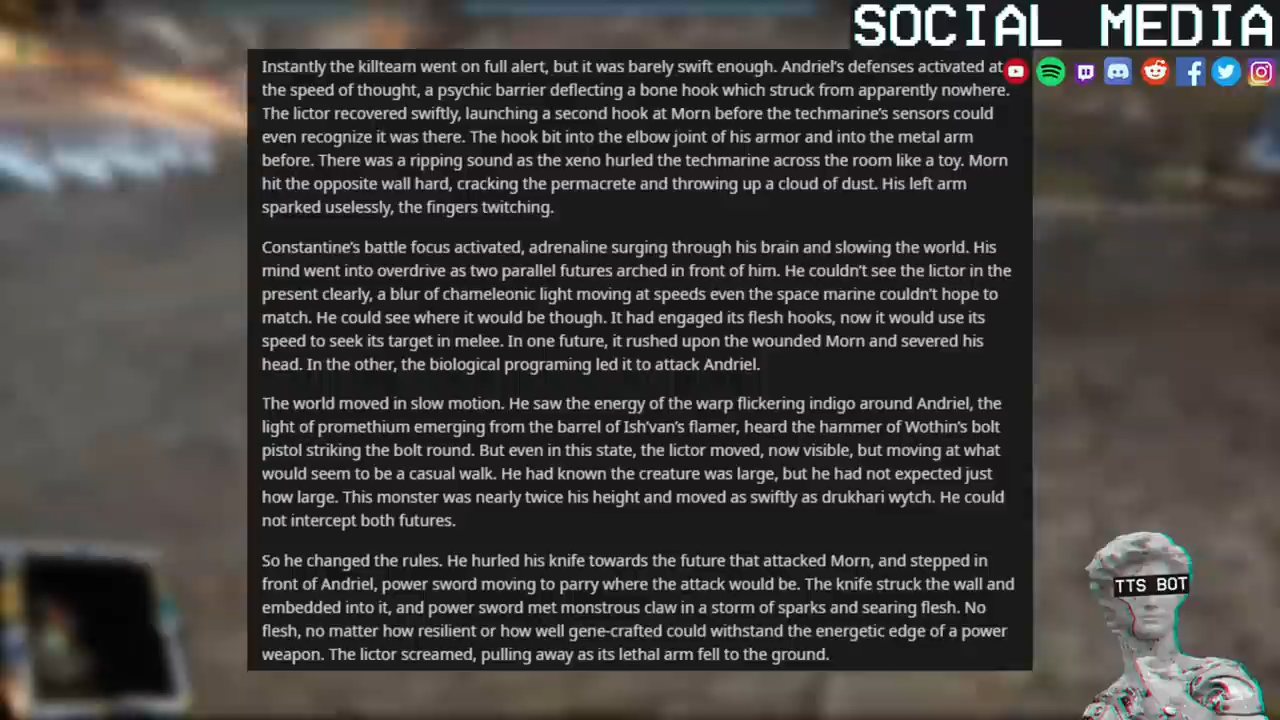 SOCIAL MEDIA
Instantly the killteam went on full alert, but it was barely swift enough. Andriel’s defenses activated at
the speed of thought, a psychic barrier deflecting a bone hook which struck from apparently nowhere.
The lictor recovered swiftly, launching a second hook at Morn before the techmarine’s sensors could
even recognize it was there. The hook bit into the elbow joint of his armor and into the metal arm
before. There was a ripping sound as the xeno hurled the techmarine across the room like a toy. Morn
hit the opposite wall hard, cracking the permacrete and throwing up a cloud of dust. His left arm
sparked uselessly, the fingers twitching.
Constantine’s battle focus activated, adrenaline surging through his brain and slowing the world. His
mind went into overdrive as two parallel futures arched in front of him. He couldn’t see the lictor in the
present clearly, a blur of chameleonic light moving at speeds even the space marine couldn’t hope to
match. He could see where it would be though. It had engaged its flesh hooks, now it would use its
speed to seek its target in melee. In one future, it rushed upon the wounded Morn and severed his
head. In the other, the biological programing led it to attack Andriel.
The world moved in slow motion. He saw the energy of the warp flickering indigo around Andriel, the
light of promethium emerging from the barrel of Ish’van’s flamer, heard the hammer of Wothin’s bolt
pistol striking the bolt round. But even in this state, the lictor moved, now visible, but moving at what
would seem to be a casual walk. He had known the creature was large, but he had not expected just
how large. This monster was nearly twice his height and moved as swiftly as drukhari wytch. He could
not intercept both futures.
So he changed the rules. He hurled his knife towards the future that attacked Morn, and stepped in
front of Andriel, power sword moving to parry where the attack would be. The knife struck the wall and
embedded into it, and power sword met monstrous claw in a storm of sparks and searing flesh. No
flesh, no matter how resilient or how well gene-crafted could withstand the energetic edge of a power
weapon. The lictor screamed, pulling away as its lethal arm fell to the ground.
TTS BOT